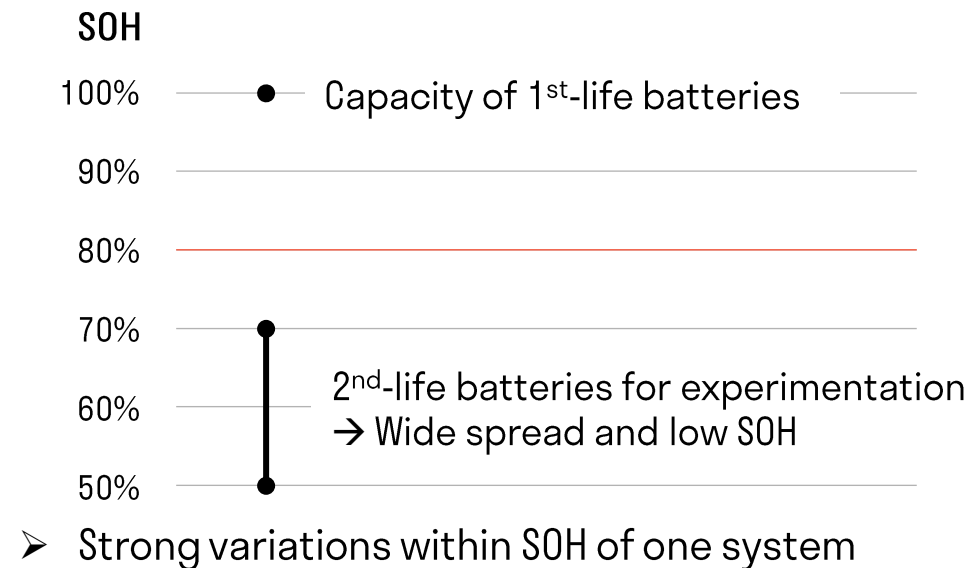 SOH
100% Capacity of 1st-life batteries
90%
80%
70%
2nd-life batteries for experimentation
60%
→ Wide spread and low SOH
50%
➢ Strong variations within SOH of one system